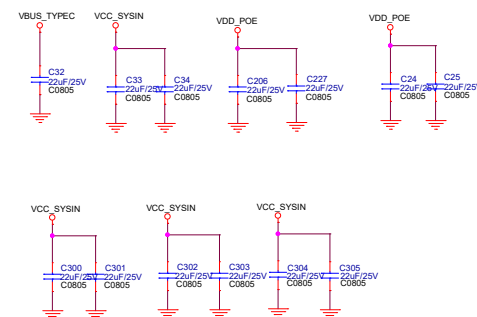 VBUS_TYPEC
VCC_SYSIN
VDD_POE
VDD_POE
C32
22uF/25V
C0805
C33
22uF/25V
C0805
C34
22uF/25V
C0805
C206
22uF/25V
C0805
C227
22uF/25V
C0805
C24
22uF/25V
C0805
C25
22uF/25V
C0805
VCC_SYSIN
VCC_SYSIN
VCC_SYSIN
C300
22uF/25V
C0805
C301
22uF/25V
C0805
C302
22uF/25V
C0805
C303
22uF/25V
C0805
C304
22uF/25V
C0805
C305
22uF/25V
C0805